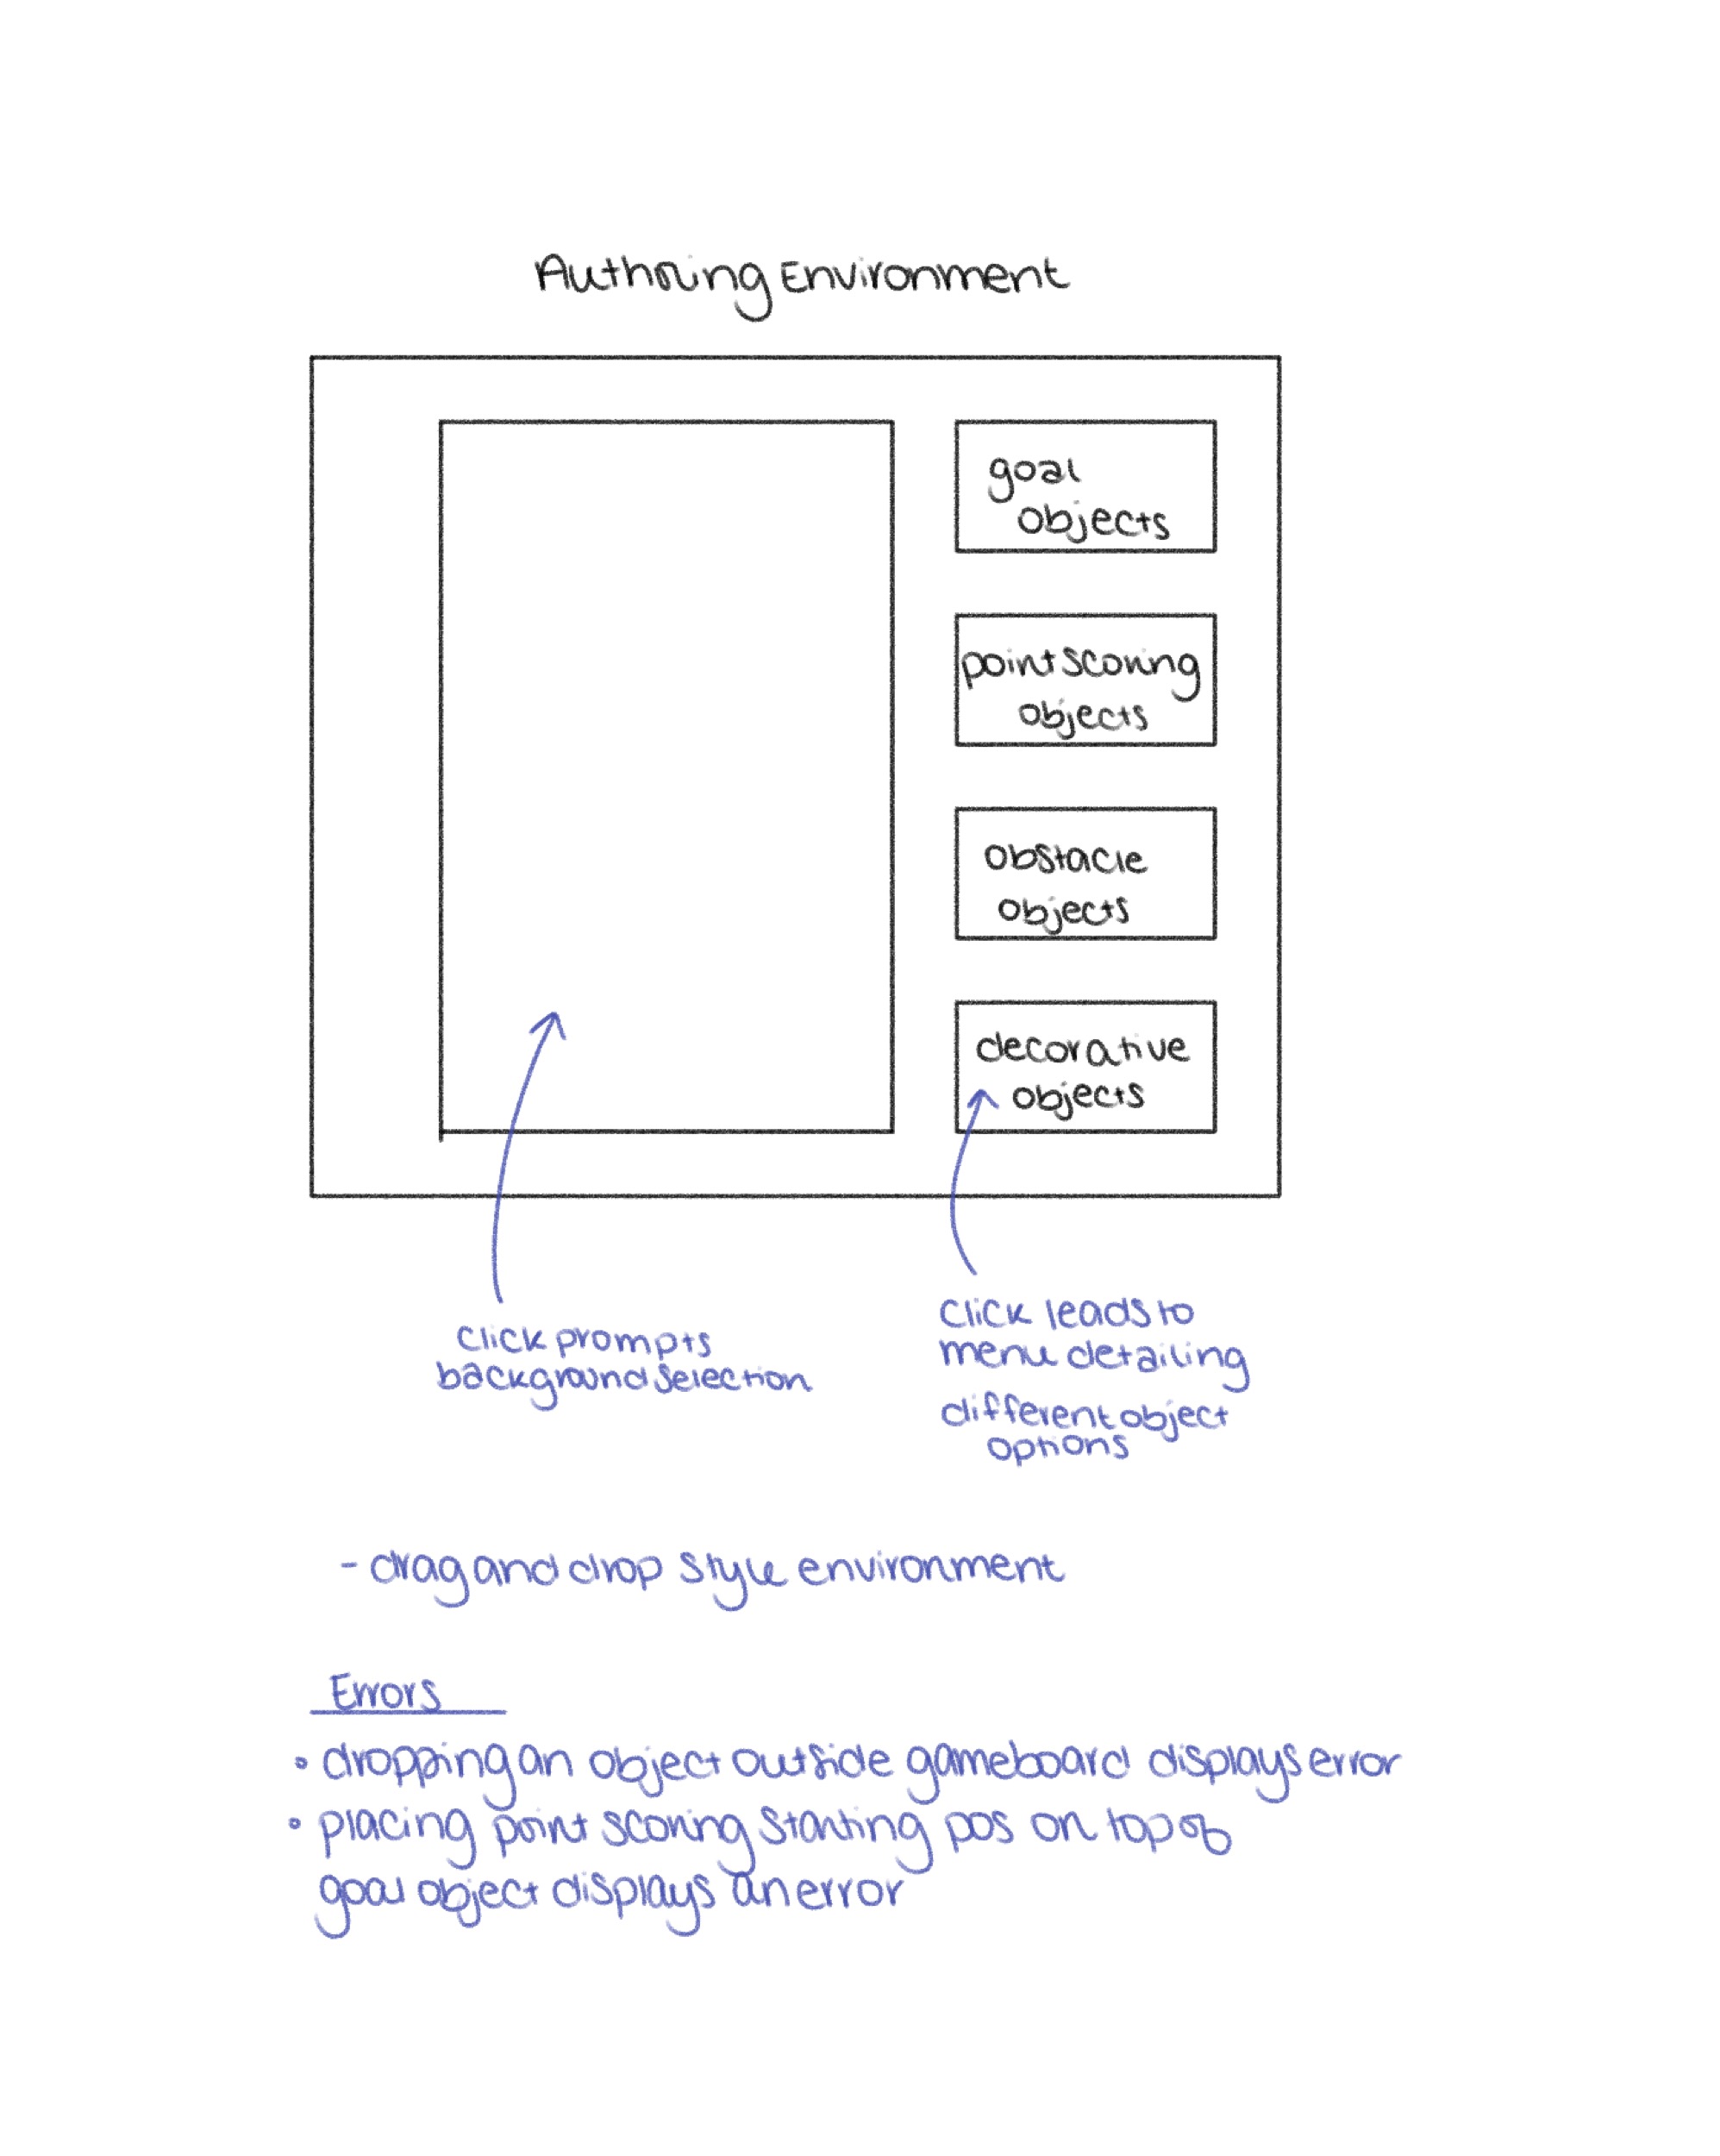 Authoring Environment
goal
objects
point scoring
objects
obstacle
objects
decorative
objects
click prompts
background selection
click leads to
menu detailing
different object
options
- drag and drop style environment
Errors
• dropping an object outside gameboard displays error
• placing point scoring starting pos on top of
goal object displays an error